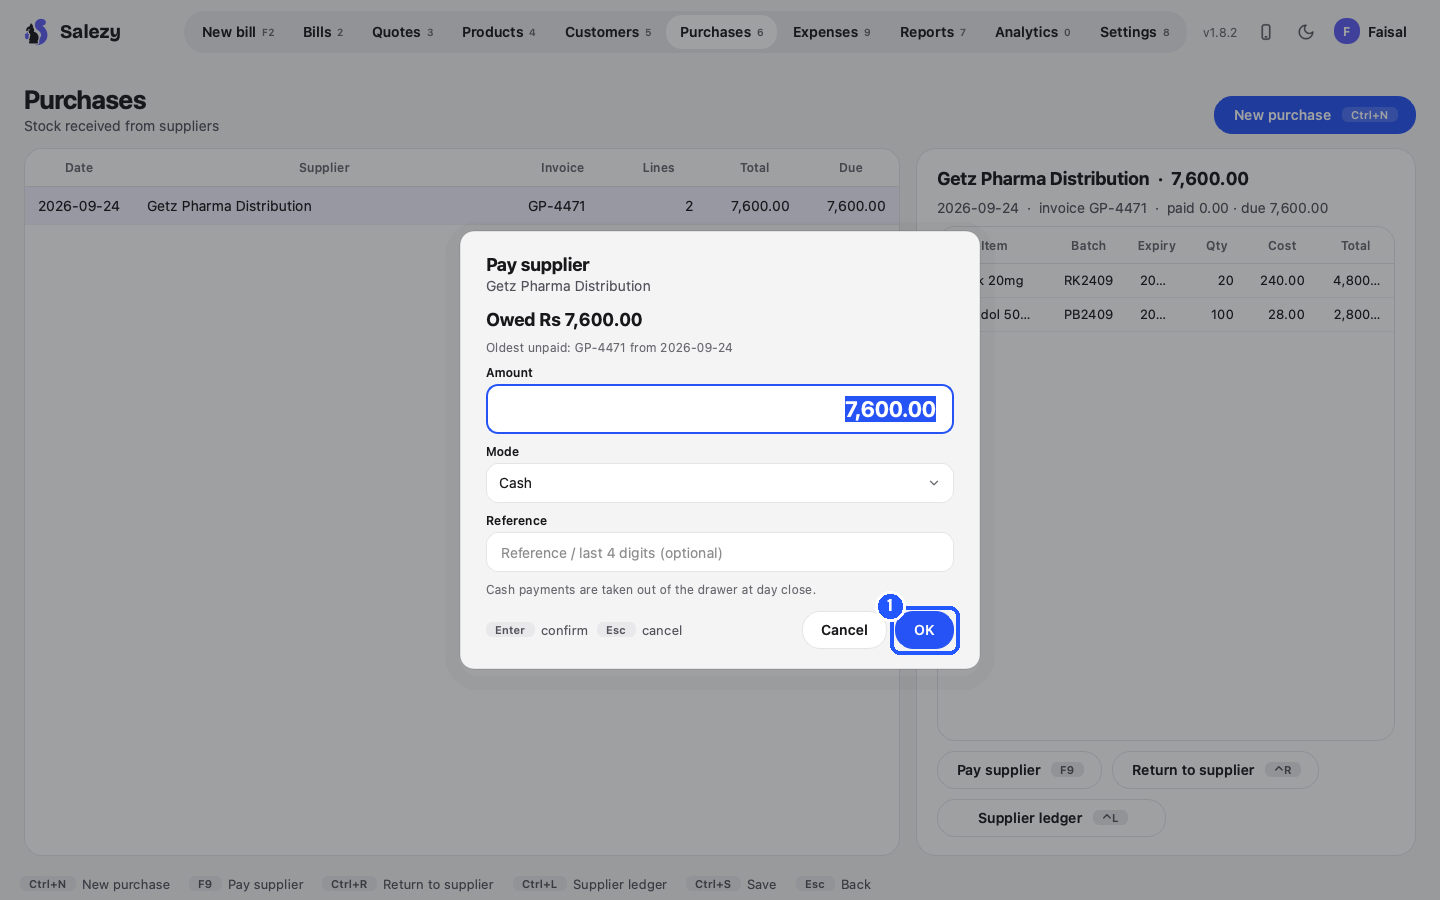 Salezy
New bill F2 Bills 2 Quotes 3 Products 4 Customers 5 Purchases 6 Expenses 9 Reports 7 Analytics 0 Settings 8
v1.8.2
F Faisal
Purchases
Stock received from suppliers
New purchase Ctrl+N
Date Supplier Invoice Lines Total Due
2026-09-24 Getz Pharma Distribution GP-4471 2 7,600.00 7,600.00
Getz Pharma Distribution · 7,600.00
2026-09-24 · invoice GP-4471 · paid 0.00 · due 7,600.00
Item Batch Expiry Qty Cost Total
k 20mg RK2409 20... 20 240.00 4,800...
dol 50... PB2409 20... 100 28.00 2,800...
Pay supplier
Getz Pharma Distribution
Owed Rs 7,600.00
Oldest unpaid: GP-4471 from 2026-09-24
Amount
7,600.00
Mode
Cash
Reference
Reference / last 4 digits (optional)
Cash payments are taken out of the drawer at day close.
1
Enter confirm Esc cancel Cancel OK
Pay supplier F9 Return to supplier ^R
Supplier ledger ^L
Ctrl+N New purchase F9 Pay supplier Ctrl+R Return to supplier Ctrl+L Supplier ledger Ctrl+S Save Esc Back